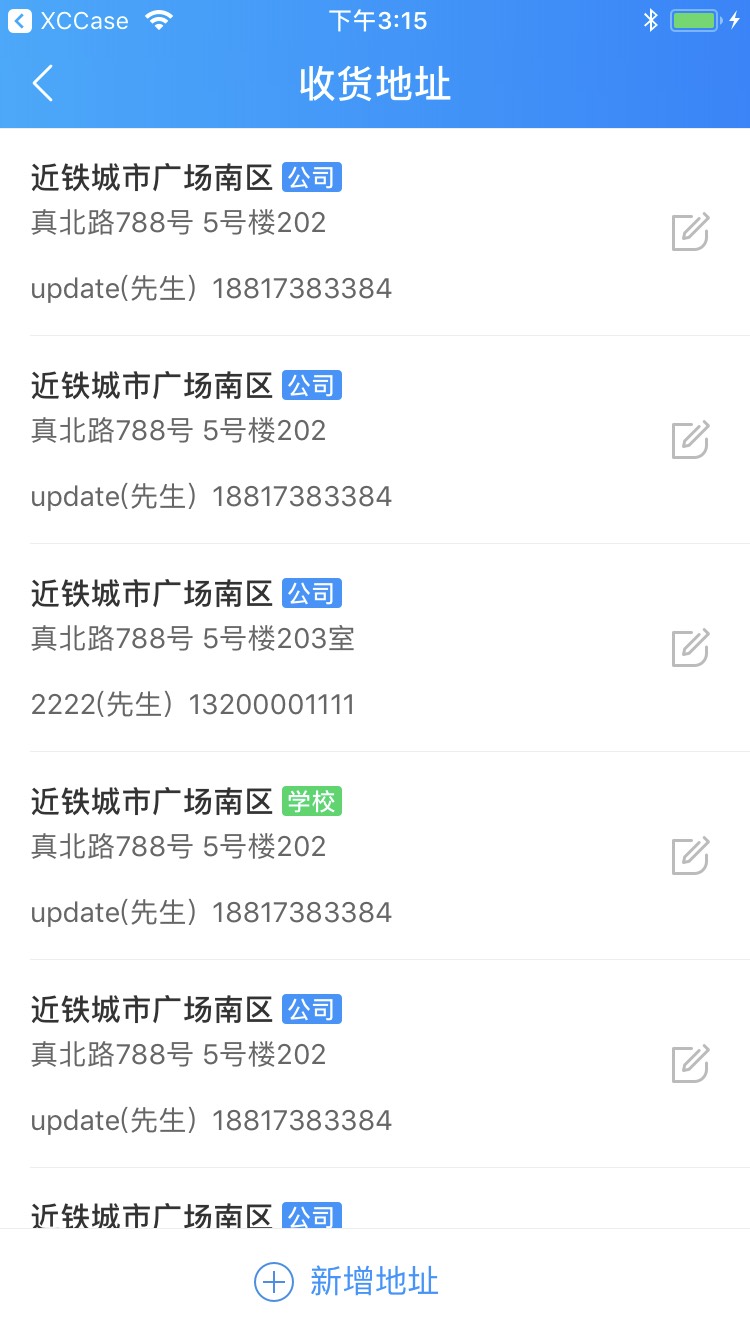 XCCase
下午3:15
收货地址
近铁城市广场南区 公司
真北路788号 5号楼202
update(先生) 18817383384
近铁城市广场南区 公司
真北路788号 5号楼202
update(先生) 18817383384
近铁城市广场南区 公司
真北路788号 5号楼203室
2222(先生) 13200001111
近铁城市广场南区 学校
真北路788号 5号楼202
update(先生) 18817383384
近铁城市广场南区 公司
真北路788号 5号楼202
update(先生) 18817383384
近铁城市广场南区 公司
新增地址